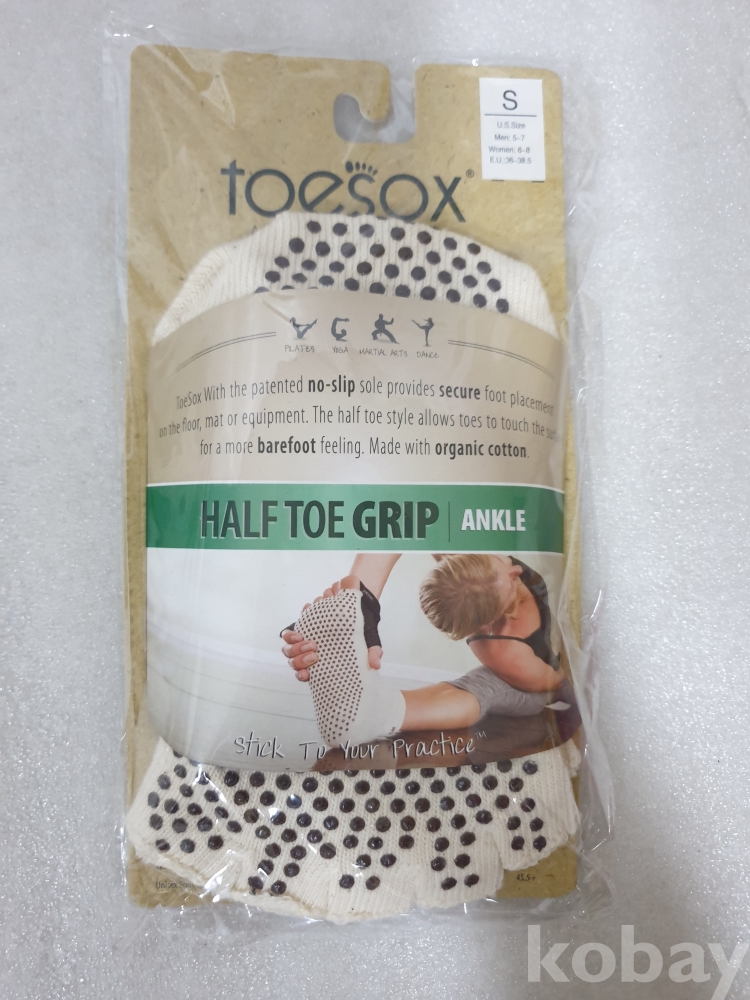 S
U.S.Size
Men: 5-7
Women: 6-8
E.U.:36-38.5
toesox®
PILATES YOGA MARTIAL ARTS DANCE
ToeSox With the patented no-slip sole provides secure foot placement
on the floor, mat or equipment. The half toe style allows toes to touch the
for a more barefoot feeling. Made with organic cotton.
HALF TOE GRIP | ANKLE
Stick To Your Practice™
kobay